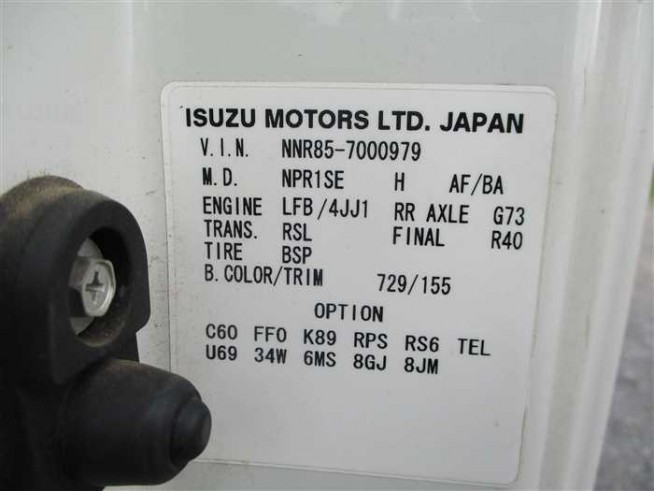 ISUZU MOTORS LTD. JAPAN
V.I.N. NNR85-7000979
M.D. NPR1SE H AF/BA
ENGINE LFB/4JJ1 RR AXLE G73
TRANS. RSL FINAL R40
TIRE BSP
B.COLOR/TRIM 729/155
OPTION
C60 FF0 K89 RPS RS6 TEL
U69 34W 6MS 8GJ 8JM